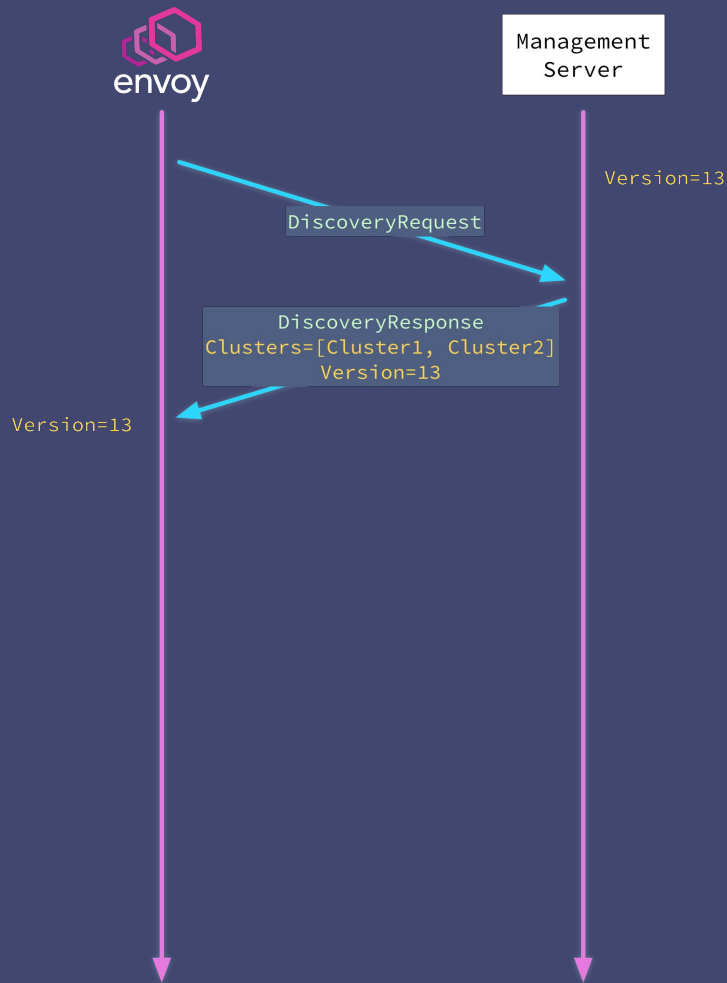 envoy
Management
Server
Version=13
DiscoveryRequest
DiscoveryResponse
Clusters=[Cluster1, Cluster2]
Version=13
Version=13